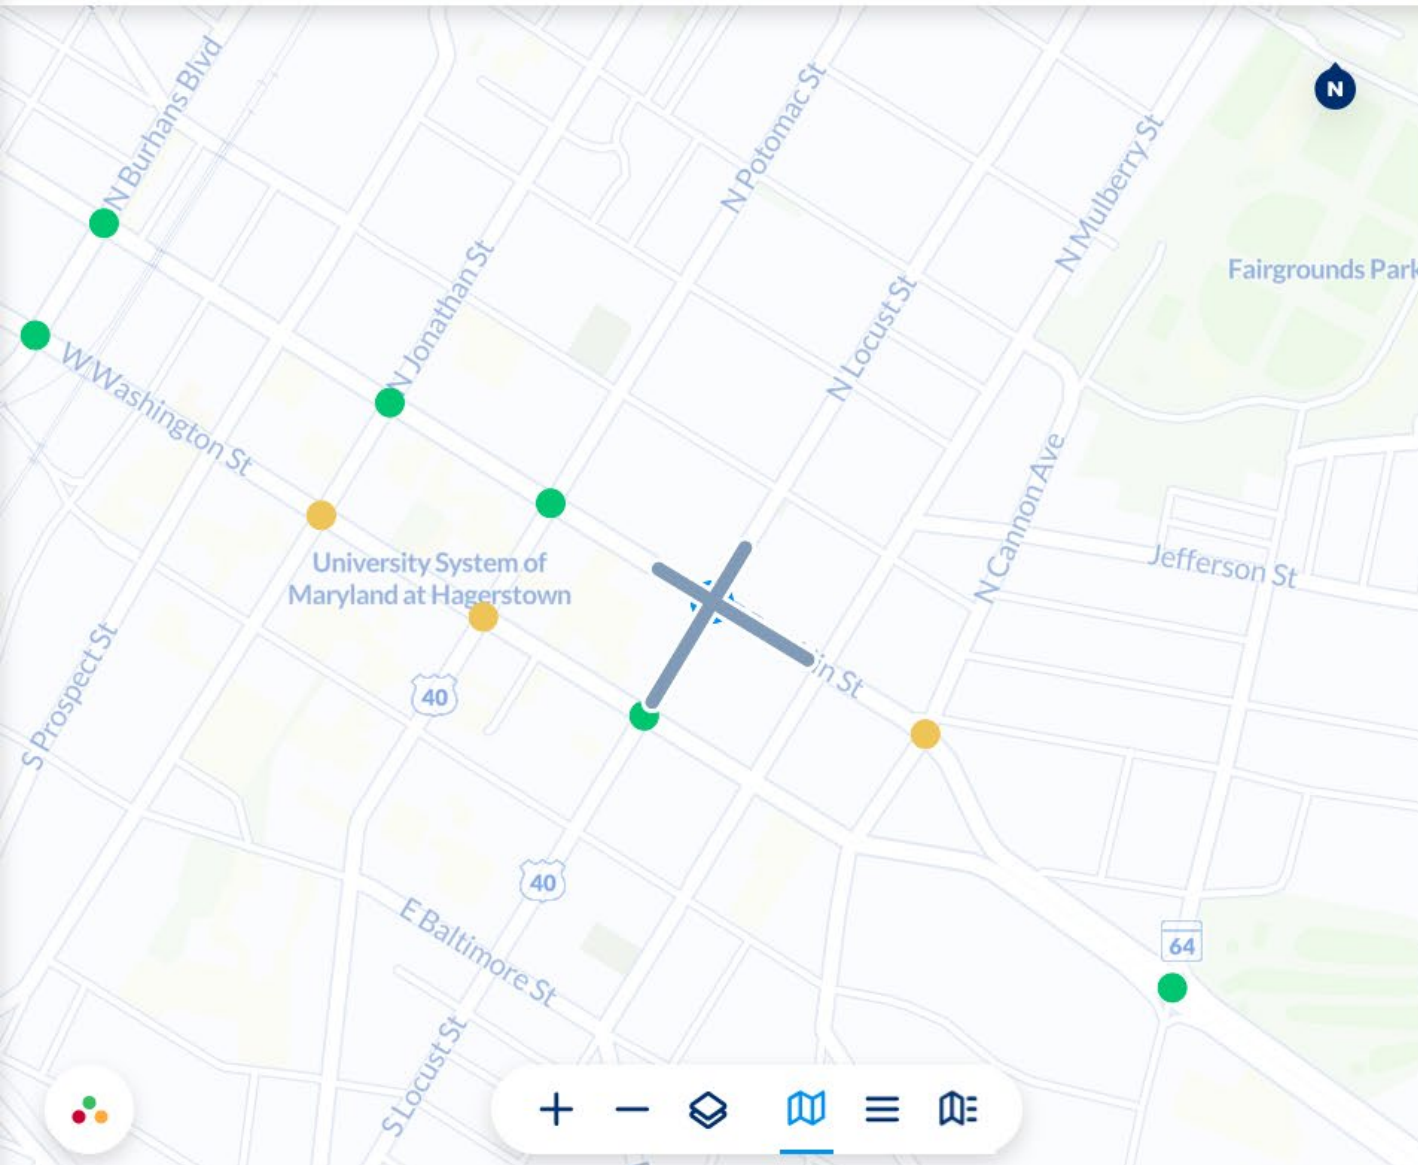 N Burhans Blvd
N Potomac St
N
N Mulberry St
Fairgrounds Park
N Jonathan St
N Locust St
W Washington St
N Cannon Ave
Jefferson St
University System of
Maryland at Hagerstown
S Prospect St
40
in St
40
E Baltimore St
64
S Locust St